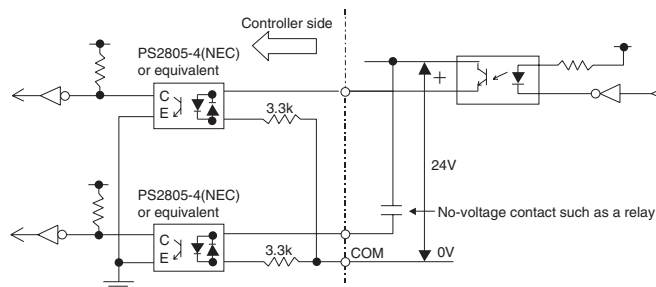 Controller side
PS2805-4(NEC)
or equivalent
C
E
3.3k
+
24V
PS2805-4(NEC)
or equivalent
No-voltage contact such as a relay
C
E
3.3k
COM
0V